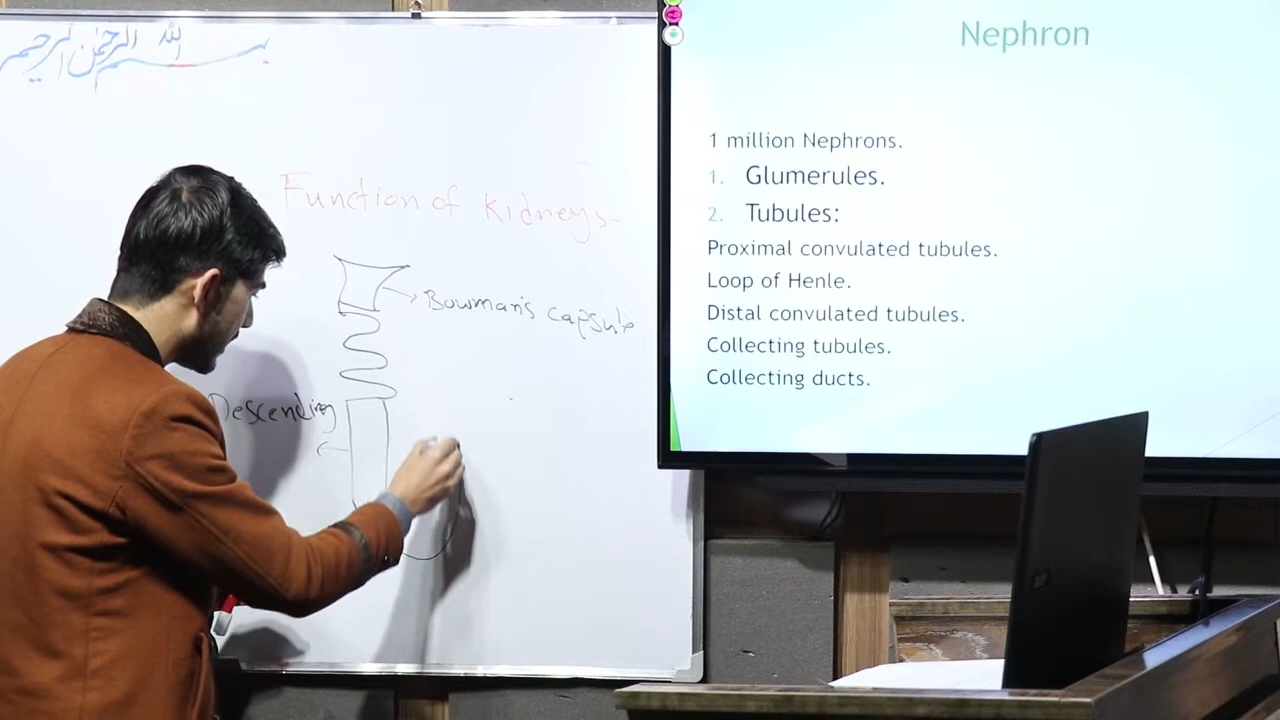 بسم الله الرحمن الرحيم
Function of Kidneys
Bowman's capsule
Descending
Nephron
1 million Nephrons.
1. Glumerules.
2. Tubules:
Proximal convulated tubules.
Loop of Henle.
Distal convulated tubules.
Collecting tubules.
Collecting ducts.